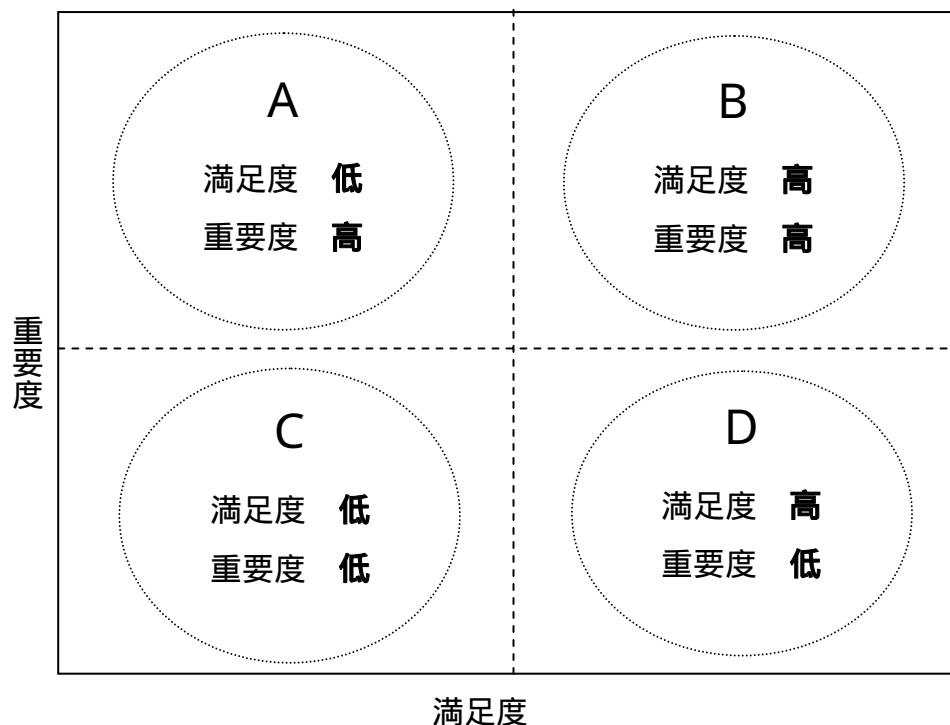 A
満足度 低
重要度 高
B
満足度 高
重要度 高
重要度
C
満足度 低
重要度 低
D
満足度 高
重要度 低
満足度